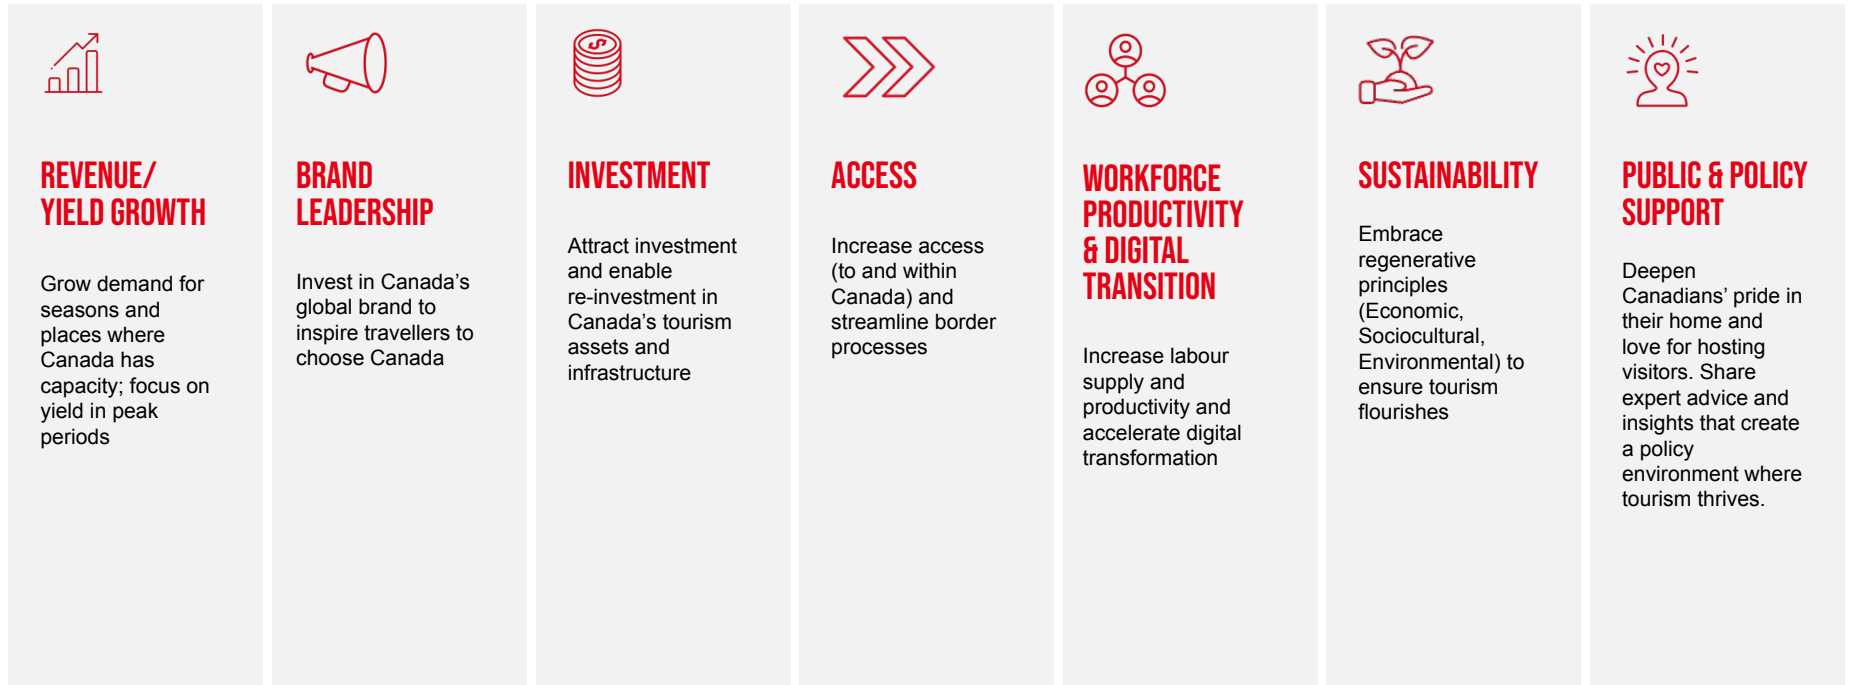 REVENUE/
YIELD GROWTH
Grow demand for
seasons and
places where
Canada has
capacity; focus on
yield in peak
periods
BRAND
LEADERSHIP
Invest in Canada’s
global brand to
inspire travellers to
choose Canada
INVESTMENT
Attract investment
and enable
re-investment in
Canada’s tourism
assets and
infrastructure
ACCESS
Increase access
(to and within
Canada) and
streamline border
processes
WORKFORCE
PRODUCTIVITY
& DIGITAL
TRANSITION
Increase labour
supply and
productivity and
accelerate digital
transformation
SUSTAINABILITY
Embrace
regenerative
principles
(Economic,
Sociocultural,
Environmental) to
ensure tourism
flourishes
PUBLIC & POLICY
SUPPORT
Deepen
Canadians’ pride in
their home and
love for hosting
visitors. Share
expert advice and
insights that create
a policy
environment where
tourism thrives.